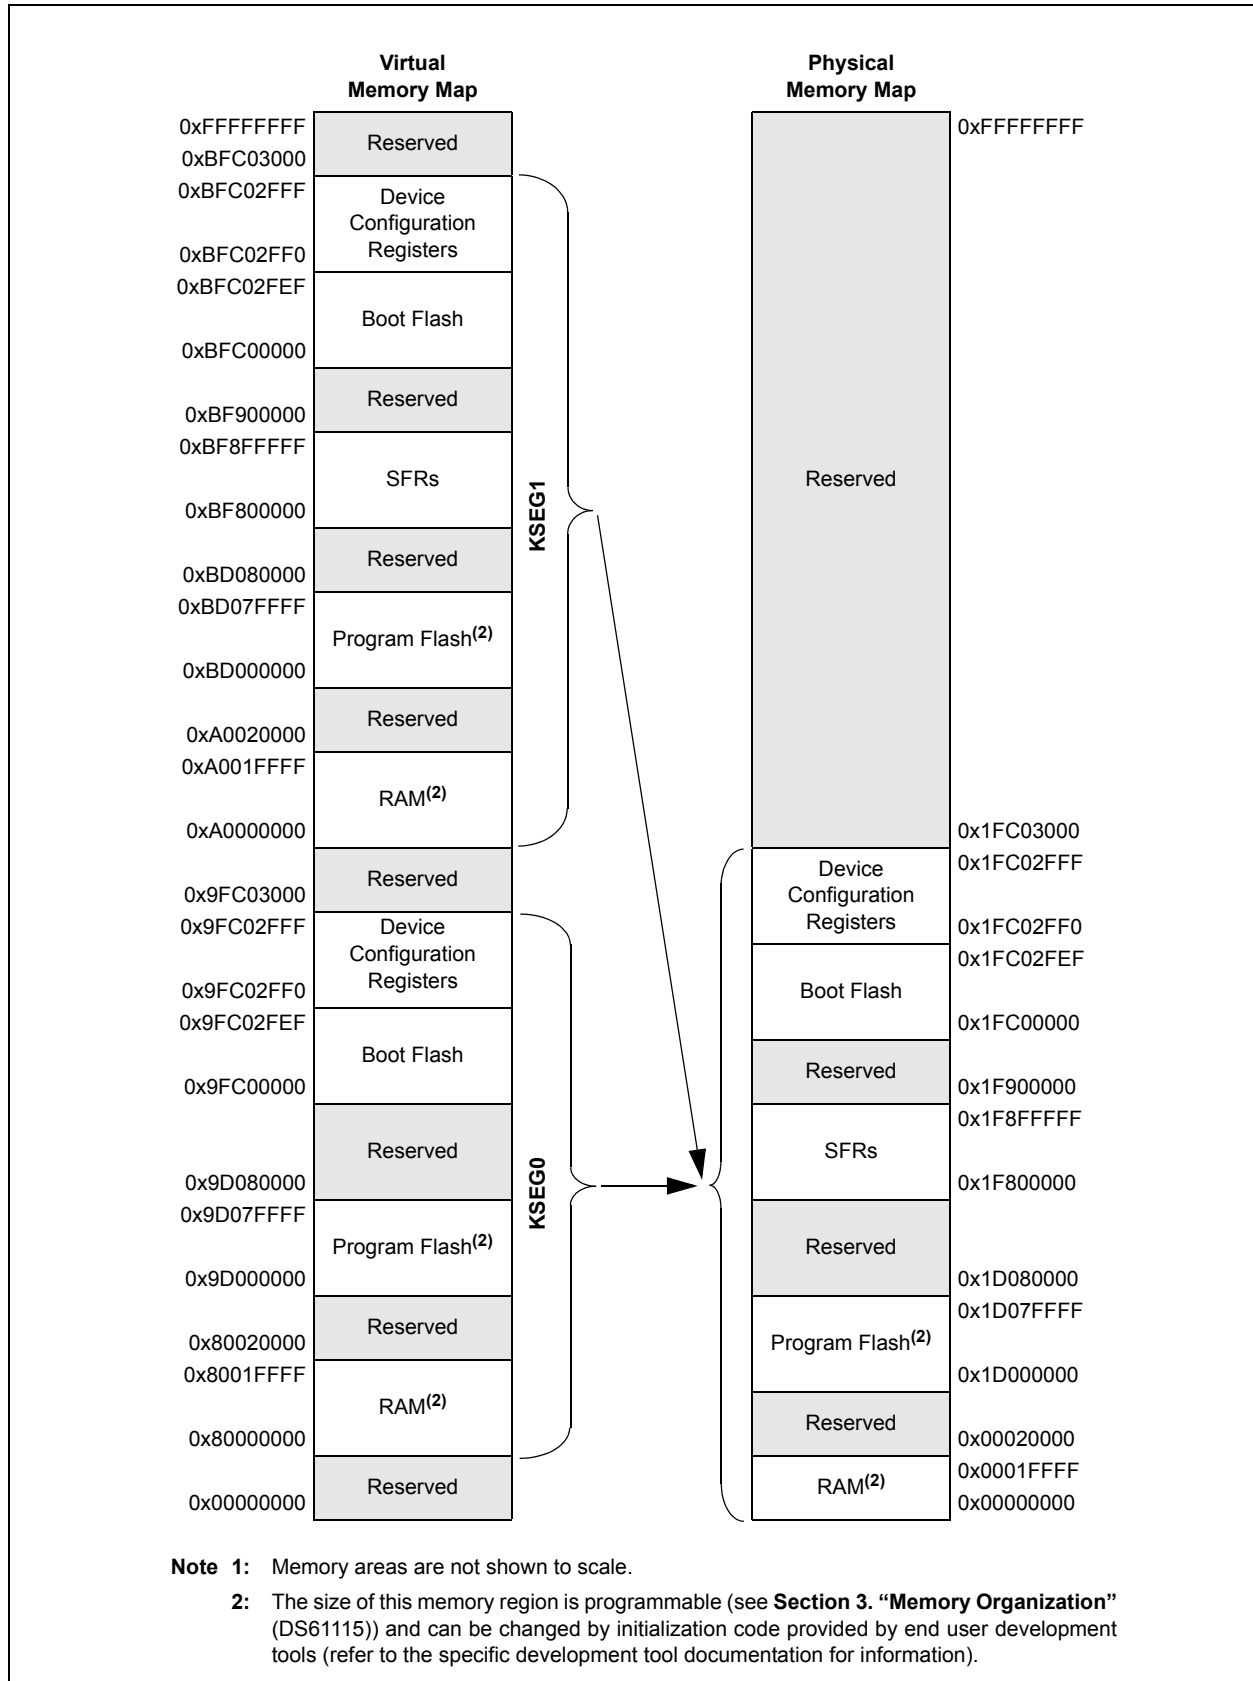 Virtual
Memory Map
0xFFFFFFFF
Reserved
0xBFC03000
0xBFC02FFF
Device
Configuration
Registers
0xBFC02FF0
0xBFC02FEF
Boot Flash
0xBFC00000
Reserved
0xBF900000
0xBF8FFFFF
SFRs
0xBF800000
Reserved
0xBD080000
0xBD07FFFF
Program Flash(2)
0xBD000000
Reserved
0xA0020000
0xA001FFFF
RAM(2)
0xA0000000
KSEG1
Reserved
0x9FC03000
0x9FC02FFF
Device
Configuration
Registers
0x9FC02FF0
0x9FC02FEF
Boot Flash
0x9FC00000
Reserved
0x9D080000
0x9D07FFFF
Program Flash(2)
0x9D000000
Reserved
0x80020000
0x8001FFFF
RAM(2)
0x80000000
KSEG0
Reserved
0x00000000
Physical
Memory Map
0xFFFFFFFF
Reserved
0x1FC03000
0x1FC02FFF
Device
Configuration
Registers
0x1FC02FF0
0x1FC02FEF
Boot Flash
0x1FC00000
Reserved
0x1F900000
0x1F8FFFFF
SFRs
0x1F800000
Reserved
0x1D080000
0x1D07FFFF
Program Flash(2)
0x1D000000
Reserved
0x00020000
0x0001FFFF
RAM(2)
0x00000000
Note 1: Memory areas are not shown to scale.
2: The size of this memory region is programmable (see Section 3. “Memory Organization”
(DS61115)) and can be changed by initialization code provided by end user development
tools (refer to the specific development tool documentation for information).